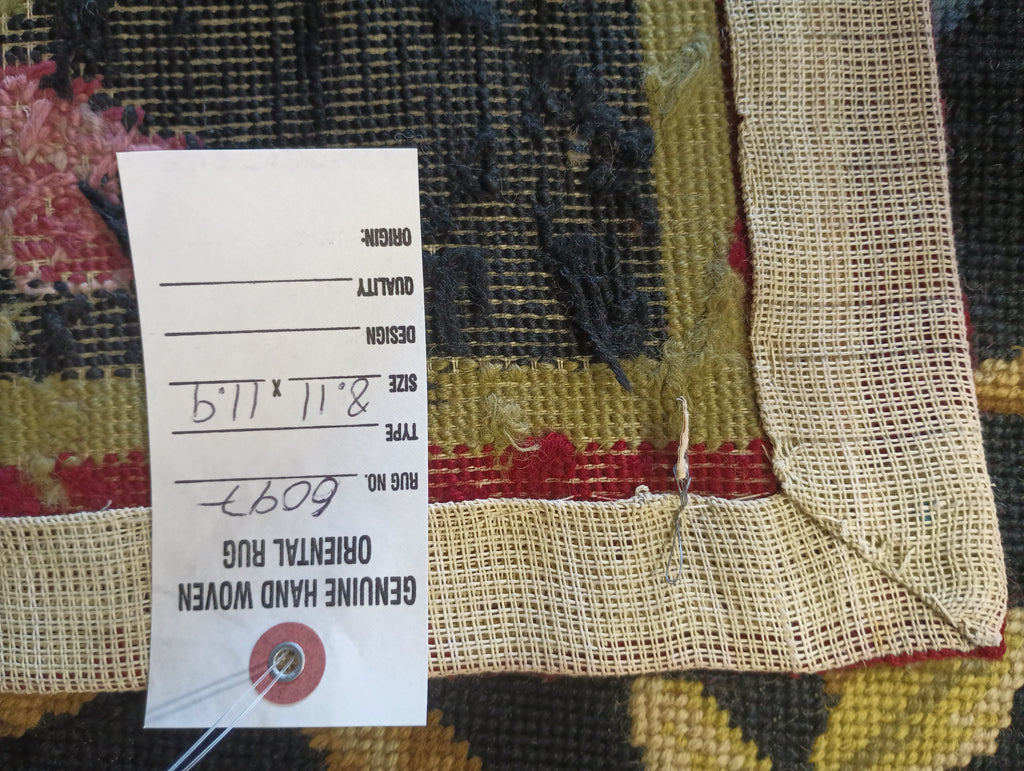 GENUINE HAND WOVEN
ORIENTAL RUG
RUG NO. 6097
TYPE
SIZE 8.11 x 11.9
DESIGN
QUALITY
ORIGIN: